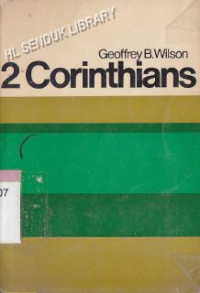 HL SENDUK LIBRARY
Geoffrey B. Wilson
2 Corinthians
07